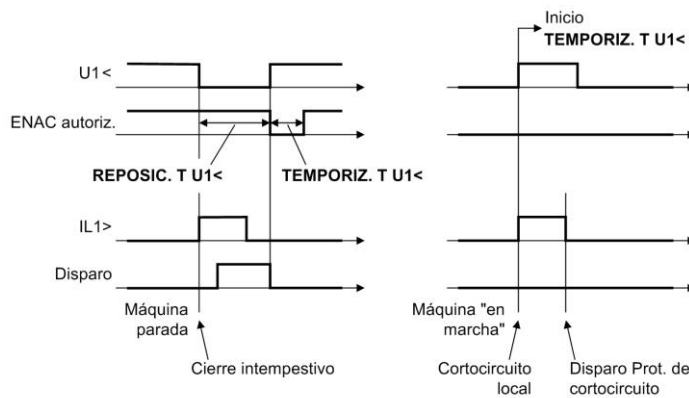 Inicio
TEMPORIZ. T U1<
U1<
ENAC autoriz.
REPOSIC. T U1<
TEMPORIZ. T U1<
IL1>
Disparo
Máquina
parada
Máquina "en
marcha"
Cierre intempestivo
Cortocircuito
local
Disparo Prot. de
cortocircuito